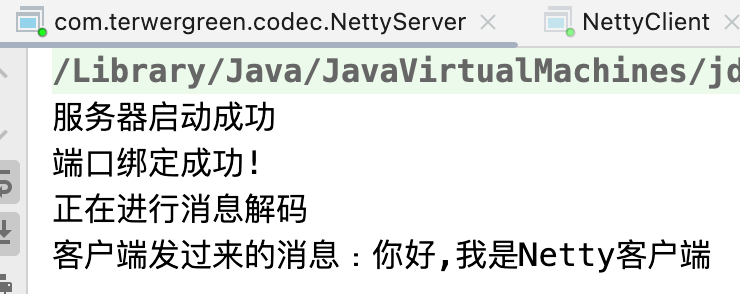 com.terwergreen.codec.NettyServer NettyClient
/Library/Java/JavaVirtualMachines/jd
服务器启动成功
端口绑定成功!
正在进行消息解码
客户端发过来的消息：你好,我是Netty客户端